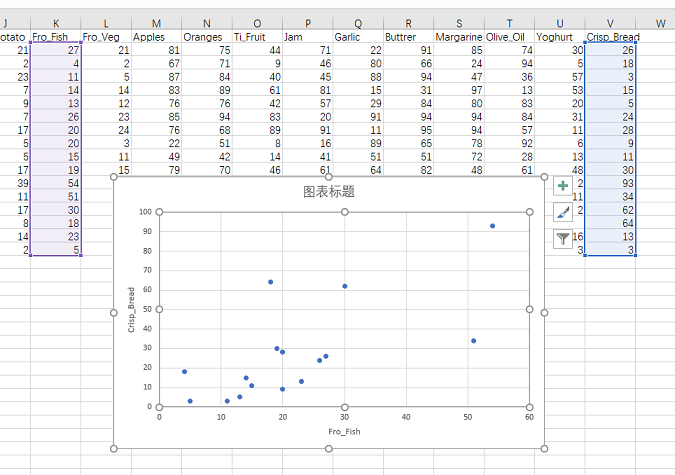 J K L M N O P Q R S T U V W
otato Fro_Fish Fro_Veg Apples Oranges Ti_Fruit Jam Garlic Buttrer Margarine Olive_Oil Yoghurt Crisp_Bread
21 27 21 81 75 44 71 22 91 85 74 30 26
2 4 2 67 71 9 46 80 66 24 94 5 18
23 11 5 87 84 40 45 88 94 47 36 57 3
7 14 14 83 89 61 81 15 31 97 13 53 15
9 13 12 76 76 42 57 29 84 80 83 20 5
7 26 23 85 94 83 20 91 94 94 84 31 24
17 20 24 76 68 89 91 11 95 94 57 11 28
5 20 3 22 51 8 16 89 65 78 92 6 9
5 15 11 49 42 14 41 51 51 72 28 13 11
17 19 15 79 70 46 61 64 82 48 61 48 30
39 54 2 93
11 51 11 34
17 30 2 62
8 18 64
14 23 16 13
2 5 3 3
图表标题
100
90
80
70
60
50
40
30
20
10
0
Crisp_Bread
0 10 20 30 40 50 60
Fro_Fish